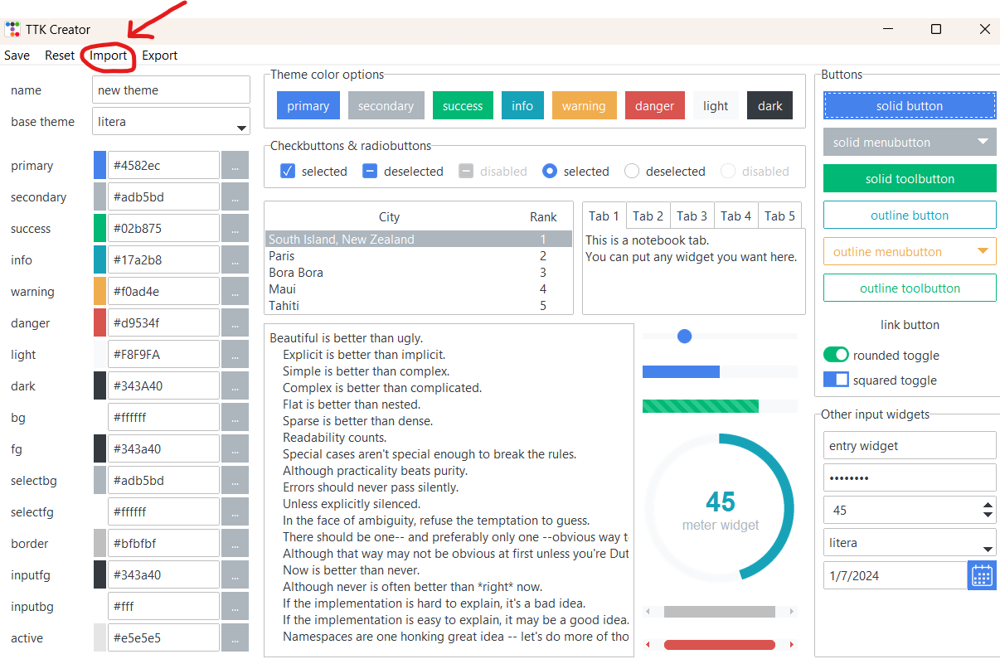 TTK Creator
Save Reset Import Export
name new theme
base theme litera
primary #4582ec ...
secondary #adb5bd ...
success #02b875 ...
info #17a2b8 ...
warning #f0ad4e ...
danger #d9534f ...
light #F8F9FA ...
dark #343A40 ...
bg #ffffff ...
fg #343a40 ...
selectbg #adb5bd ...
selectfg #ffffff ...
border #bfbfbf ...
inputfg #343a40 ...
inputbg #fff ...
active #e5e5e5 ...
Theme color options
primary secondary success info warning danger light dark
Checkbuttons & radiobuttons
selected deselected disabled selected deselected disabled
City Rank
South Island, New Zealand 1
Paris 2
Bora Bora 3
Maui 4
Tahiti 5
Tab 1 Tab 2 Tab 3 Tab 4 Tab 5
This is a notebook tab.
You can put any widget you want here.
Beautiful is better than ugly.
Explicit is better than implicit.
Simple is better than complex.
Complex is better than complicated.
Flat is better than nested.
Sparse is better than dense.
Readability counts.
Special cases aren't special enough to break the rules.
Although practicality beats purity.
Errors should never pass silently.
Unless explicitly silenced.
In the face of ambiguity, refuse the temptation to guess.
There should be one-- and preferably only one --obvious way t
Although that way may not be obvious at first unless you're Dut
Now is better than never.
Although never is often better than *right* now.
If the implementation is hard to explain, it's a bad idea.
If the implementation is easy to explain, it may be a good idea.
Namespaces are one honking great idea -- let's do more of tho
45
meter widget
Buttons
solid button
solid menubutton
solid toolbutton
outline button
outline menubutton
outline toolbutton
link button
rounded toggle
squared toggle
Other input widgets
entry widget
••••••••
45
litera
1/7/2024